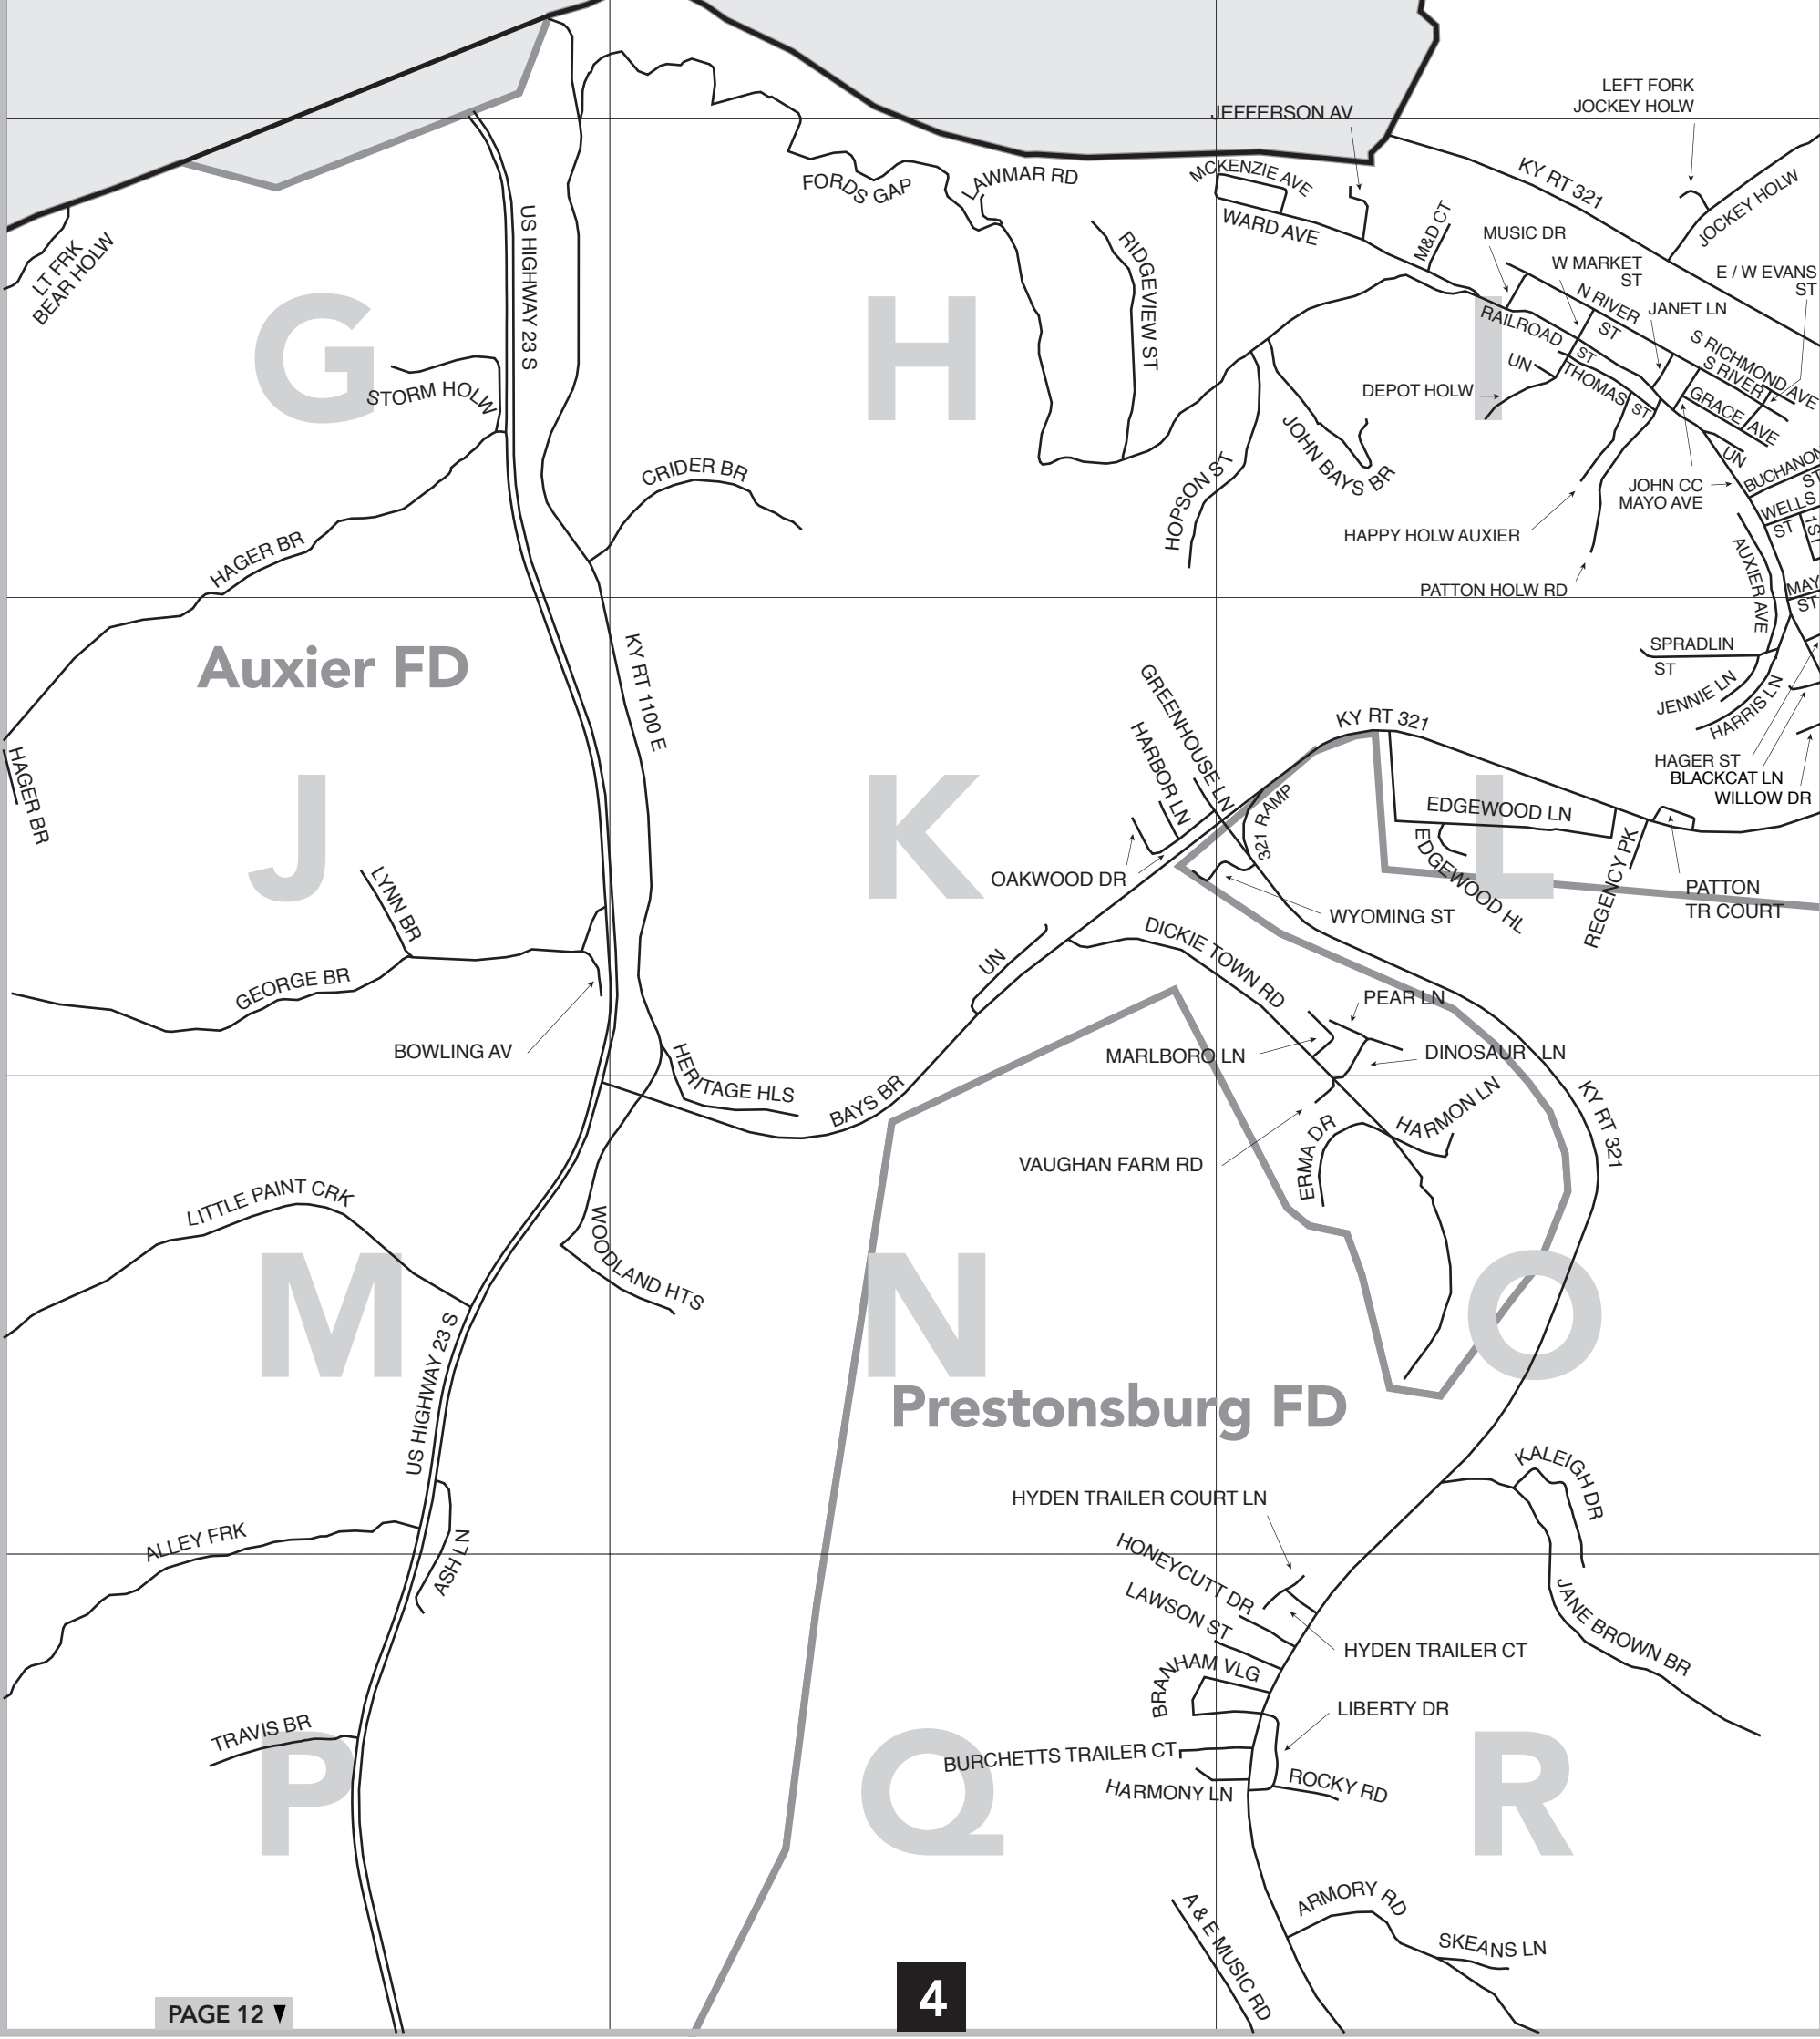 LEFT FORK
JOCKEY HOLW
JEFFERSON AV
KY RT 321
JOCKEY HOLW
MCKENZIE AVE
WARD AVE
M&D CT
MUSIC DR
W MARKET
ST
E / W EVANS
ST
N RIVER
ST
JANET LN
S RICHMOND AVE
S RIVER
FORDS GAP
LAWMAR RD
RIDGEVIEW ST
US HIGHWAY 23 S
LT FRK
BEAR HOLW
G
H
I
RAILROAD
ST
UN
THOMAS ST
DEPOT HOLW
GRACE AVE
UN
STORM HOLW
CRIDER BR
JOHN BAYS BR
HOPSON ST
JOHN CC
MAYO AVE
BUCHANON
ST
WELLS
ST
1ST
HAPPY HOLW AUXIER
HAGER BR
AUXIER AVE
PATTON HOLW RD
MAY
ST
Auxier FD
KY RT 1100 E
SPRADLIN
ST
JENNIE LN
HARRIS LN
GREENHOUSE LN
HARBOR LN
KY RT 321
HAGER ST
BLACKCAT LN
WILLOW DR
HAGER BR
J
K
L
321 RAMP
EDGEWOOD LN
EDGEWOOD HL
REGENCY PK
OAKWOOD DR
PATTON
TR COURT
LYNN BR
WYOMING ST
DICKIE TOWN RD
UN
GEORGE BR
PEAR LN
BOWLING AV
MARLBORO LN
DINOSAUR LN
HERITAGE HLS
BAYS BR
HARMON LN
KY RT 321
ERMA DR
VAUGHAN FARM RD
LITTLE PAINT CRK
WOODLAND HTS
M
N
O
US HIGHWAY 23 S
Prestonsburg FD
KALEIGH DR
HYDEN TRAILER COURT LN
ALLEY FRK
ASH LN
HONEYCUTT DR
LAWSON ST
JANE BROWN BR
HYDEN TRAILER CT
BRANHAM VLG
LIBERTY DR
TRAVIS BR
BURCHETTS TRAILER CT
P
Q
R
HARMONY LN
ROCKY RD
ARMORY RD
A & E MUSIC RD
SKEANS LN
PAGE 12
4